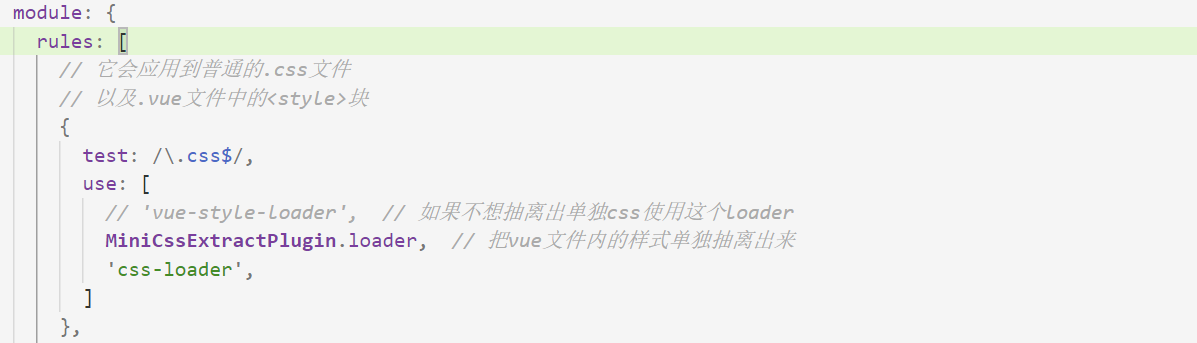 module: {
rules: [
// 它会应用到普通的.css文件
// 以及.vue文件中的<style>块
{
test: /\.css$/,
use: [
// 'vue-style-loader',  // 如果不想抽离出单独css使用这个loader
MiniCssExtractPlugin.loader,  // 把vue文件内的样式单独抽离出来
'css-loader',
]
},